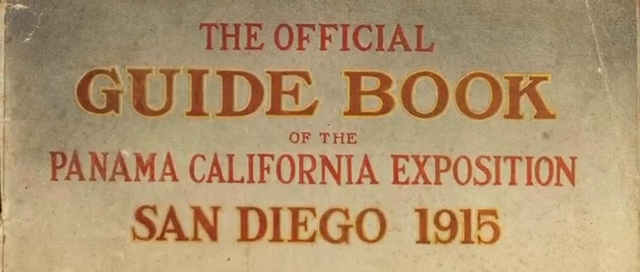 THE OFFICIAL
GUIDE BOOK
OF THE
PANAMA CALIFORNIA EXPOSITION
SAN DIEGO 1915